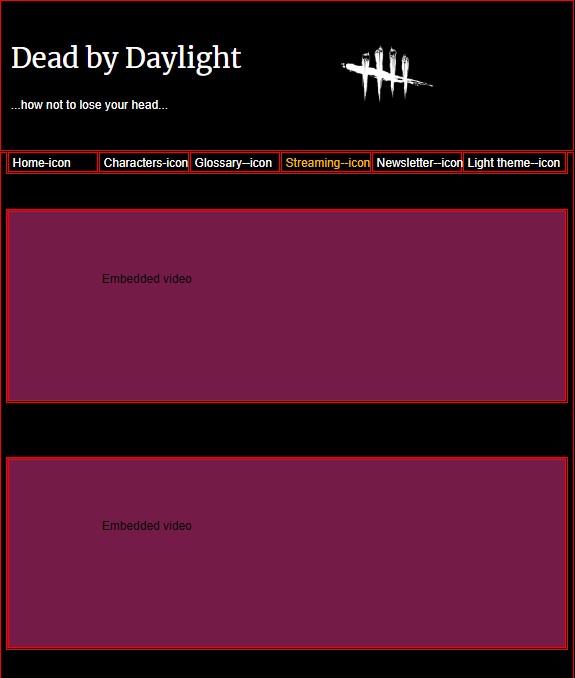 Dead by Daylight
...how not to lose your head...
Home-icon Characters-icon Glossary--icon Streaming--icon Newsletter--icon Light theme--icon
Embedded video
Embedded video